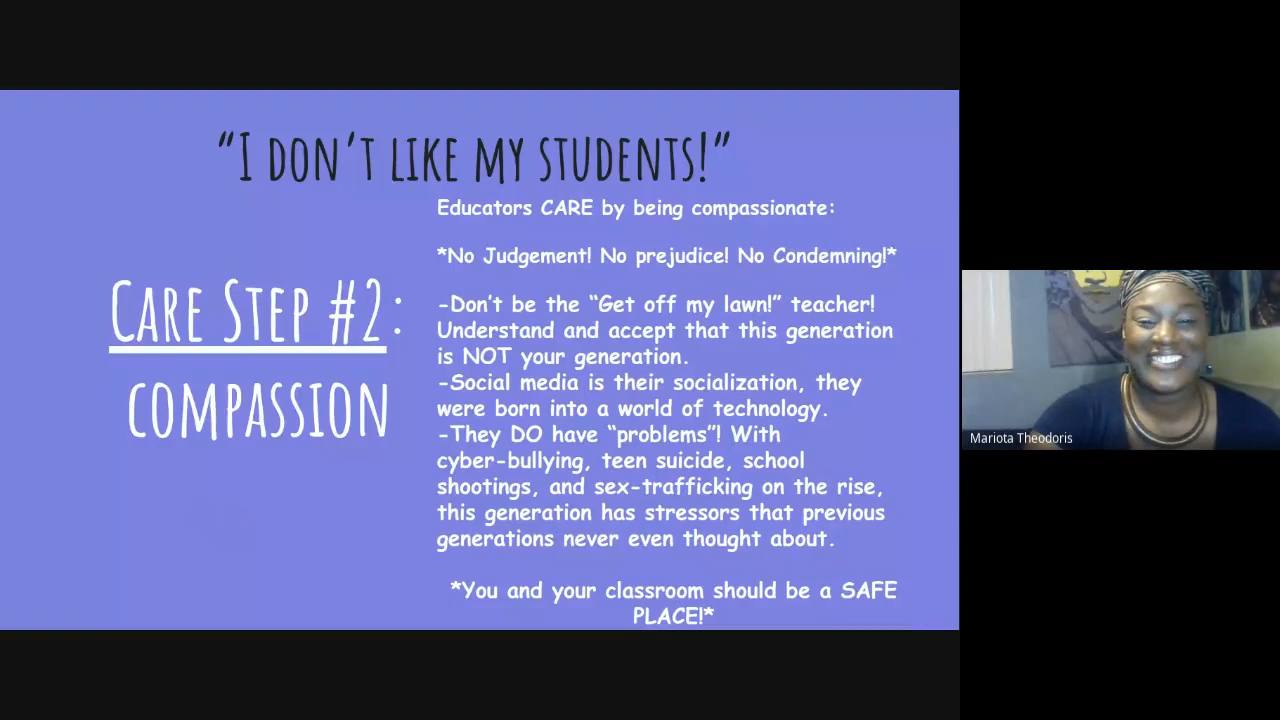 “I DON’T LIKE MY STUDENTS!”
CARE STEP #2:
COMPASSION
Educators CARE by being compassionate:
*No Judgement! No prejudice! No Condemning!*
-Don’t be the “Get off my lawn!” teacher!
Understand and accept that this generation
is NOT your generation.
-Social media is their socialization, they
were born into a world of technology.
-They DO have “problems”! With
cyber-bullying, teen suicide, school
shootings, and sex-trafficking on the rise,
this generation has stressors that previous
generations never even thought about.
*You and your classroom should be a SAFE
PLACE!*
Mariota Theodoris